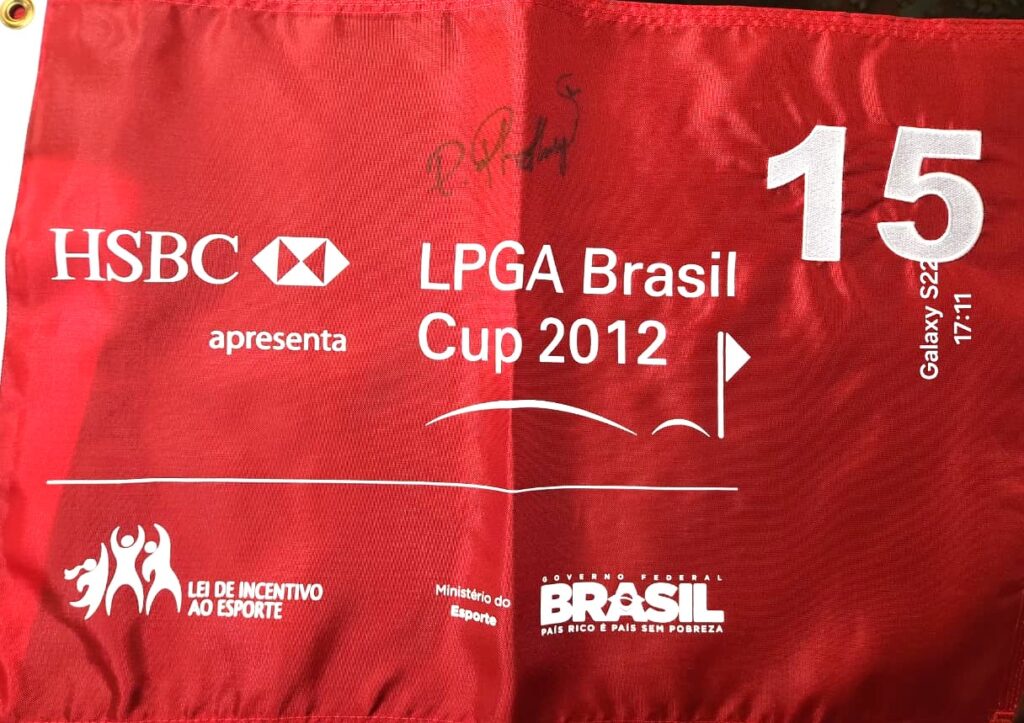 15
HSBC
LPGA Brasil
apresenta
Cup 2012
Galaxy S22
17:11
LEI DE INCENTIVO
AO ESPORTE
Ministério do
Esporte
GOVERNO FEDERAL
BRASIL
PAÍS RICO É PAÍS SEM POBREZA